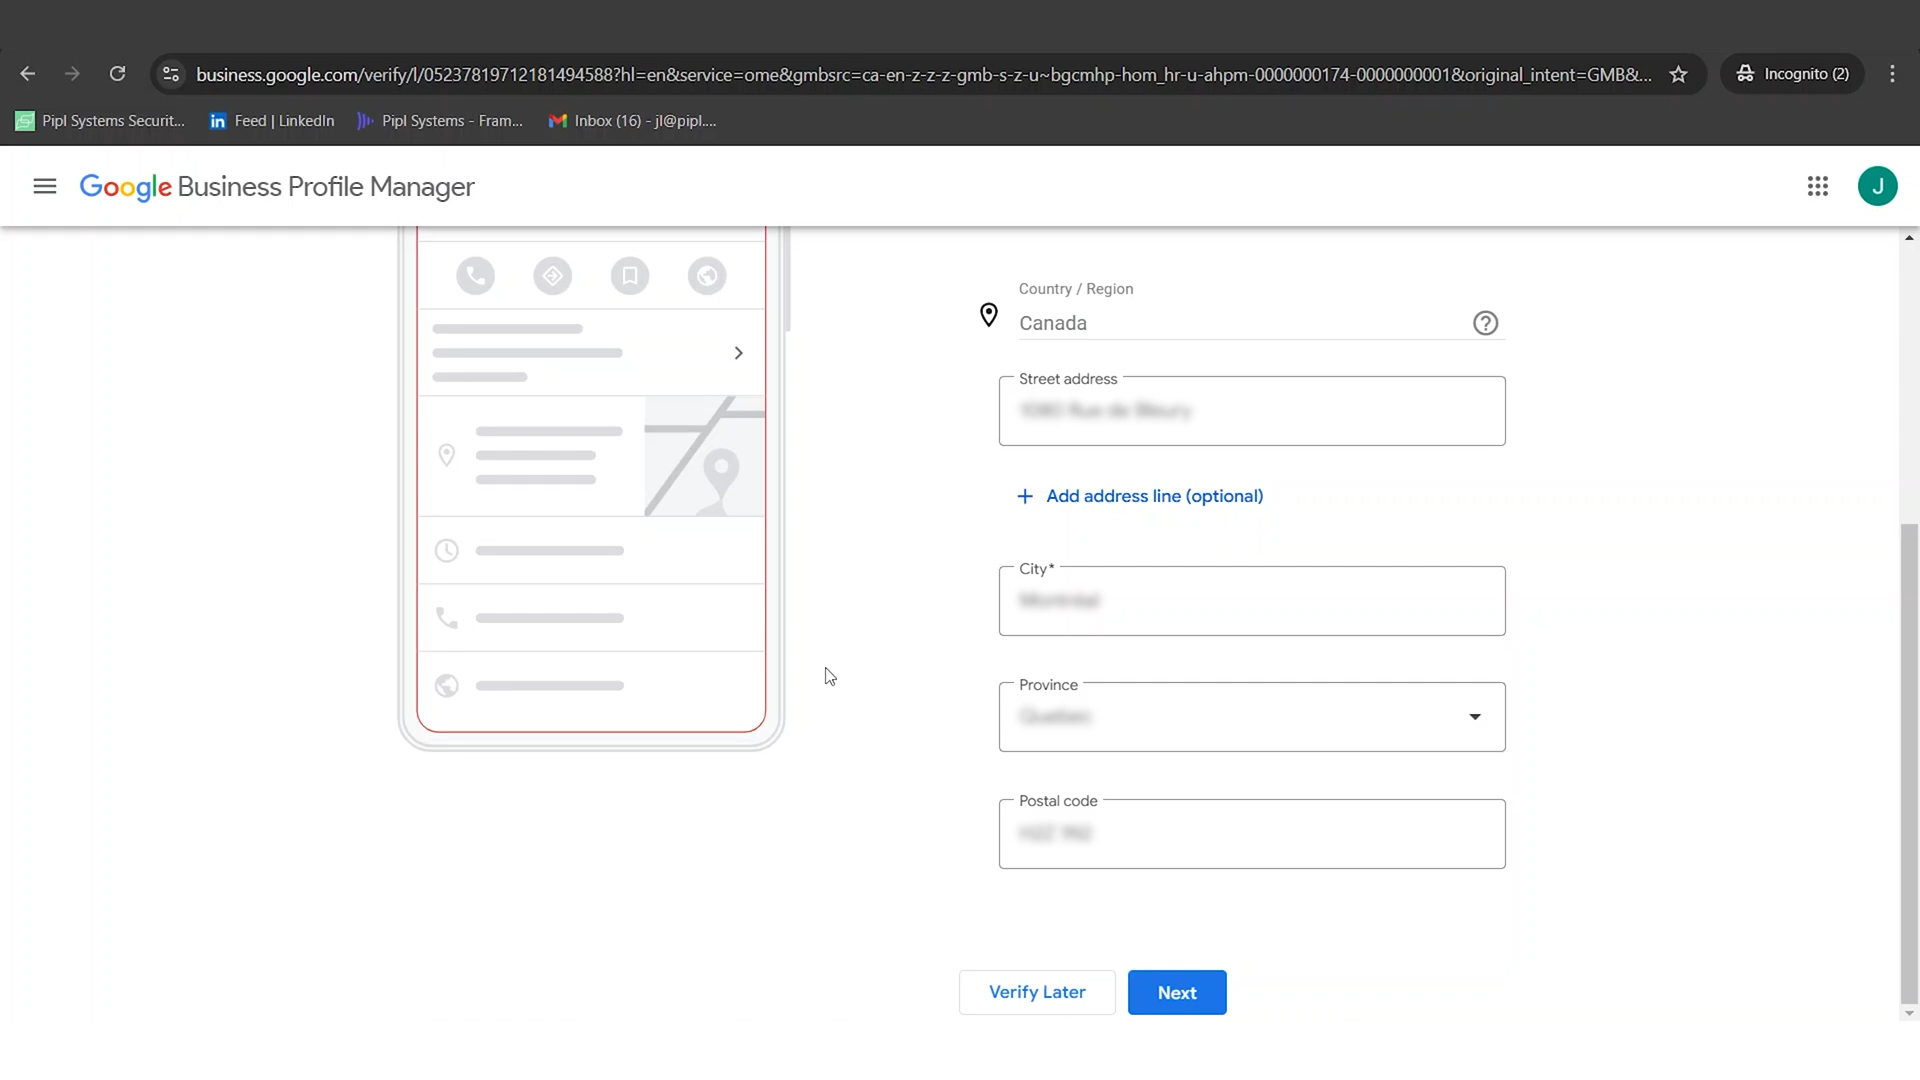 business.google.com/verify/l/05237819712181494588?hl=en&service=ome&gmbsrc=ca-en-z-z-z-gmb-s-z-u~bgcmhp-hom_hr-u-ahpm-0000000174-0000000001&original_intent=GMB&...
Incognito (2)
Pipl Systems Securit...
in Feed | LinkedIn
Pipl Systems - Fram...
Inbox (16) - jl@pipl....
Google Business Profile Manager
J
Country / Region
Canada
Street address
+ Add address line (optional)
City*
Province
Postal code
Verify Later
Next